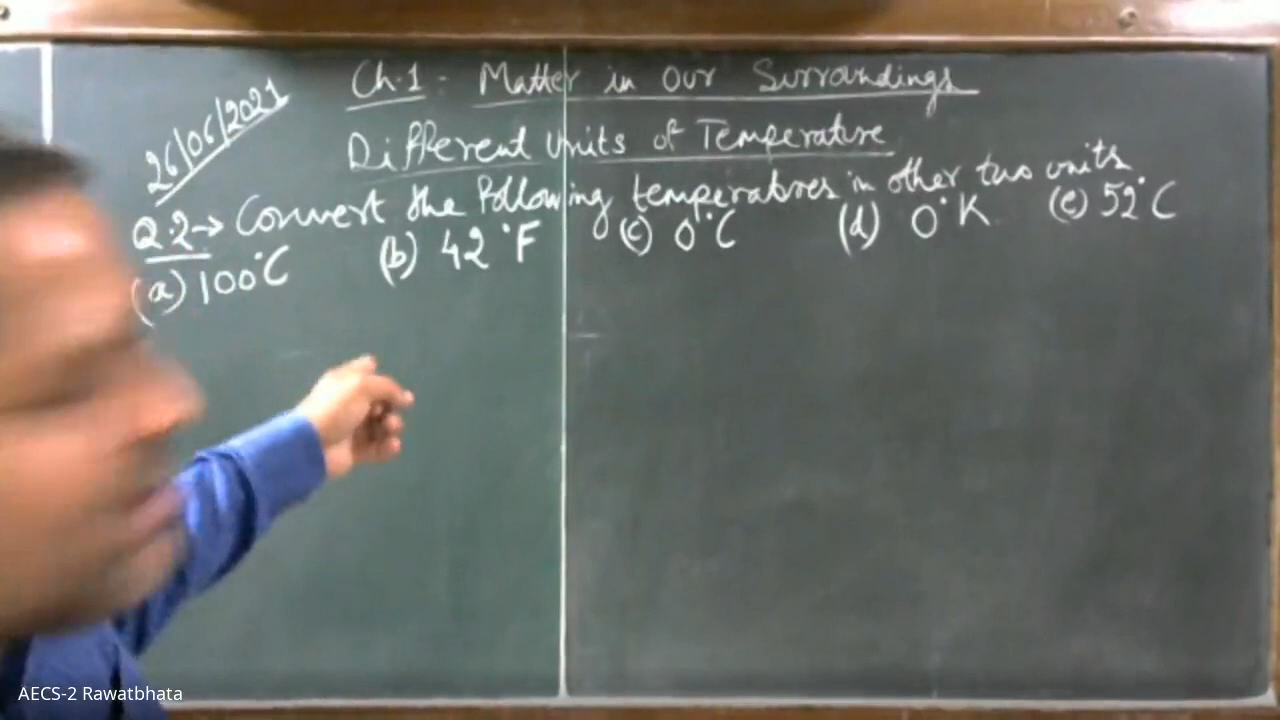 26/06/2021
Ch.1: Matter in Our Surroundings
Different Units of Temperature
Q.2→ Convert the following temperatures in other two units.
(a) 100°C (b) 42°F (c) 0°C (d) 0°K (e) 52°C
AECS-2 Rawatbhata